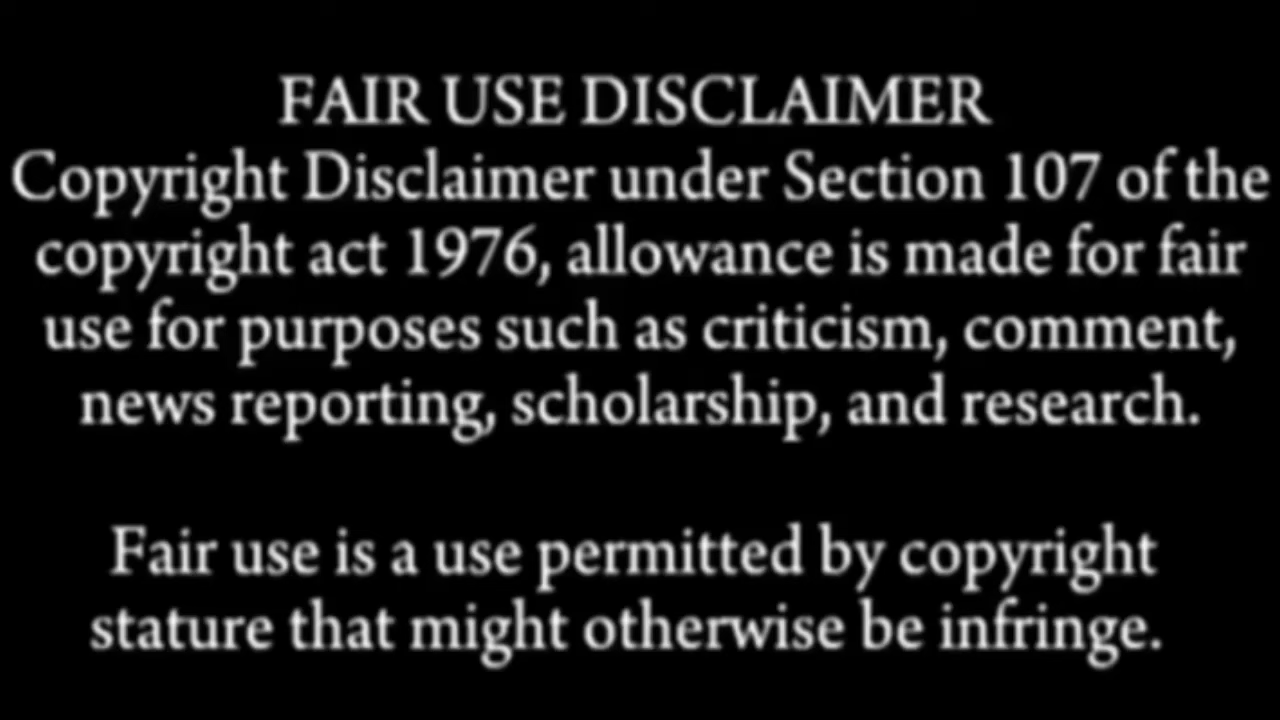 FAIR USE DISCLAIMER
Copyright Disclaimer under Section 107 of the
copyright act 1976, allowance is made for fair
use for purposes such as criticism, comment,
news reporting, scholarship, and research.
Fair use is a use permitted by copyright
stature that might otherwise be infringe.